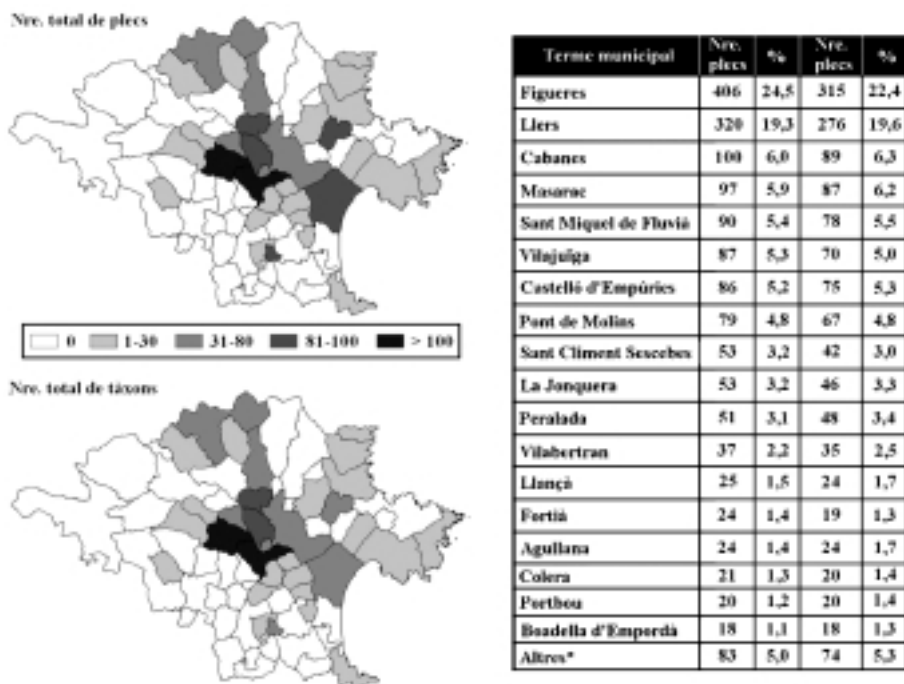 Nre. total de plecs
0 1-30 31-80 81-100 > 100
Nre. total de tàxons
Terme municipal Nre. plecs % Nre. plecs %
Figueres 406 24,5 315 22,4
Llers 320 19,3 276 19,6
Cabanes 100 6,0 89 6,3
Masarac 97 5,9 87 6,2
Sant Miquel de Fluvià 90 5,4 78 5,5
Vilajuïga 87 5,3 70 5,0
Castelló d'Empúries 86 5,2 75 5,3
Pont de Molins 79 4,8 67 4,8
Sant Climent Sescebes 53 3,2 42 3,0
La Jonquera 53 3,2 46 3,3
Peralada 51 3,1 48 3,4
Vilabertran 37 2,2 35 2,5
Llançà 25 1,5 24 1,7
Fortià 24 1,4 19 1,3
Agullana 24 1,4 24 1,7
Colera 21 1,3 20 1,4
Portbou 20 1,2 20 1,4
Boadella d'Empordà 18 1,1 18 1,3
Altres* 83 5,0 74 5,3